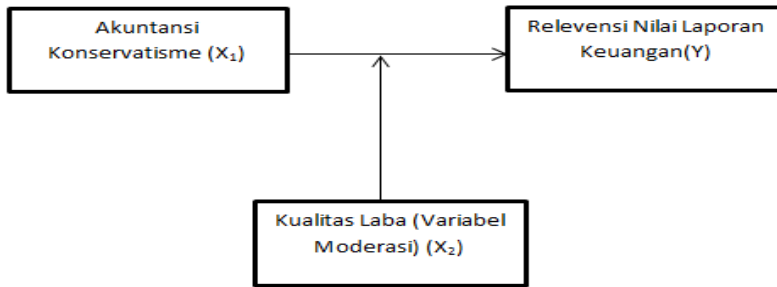 Akuntansi
Konservatisme (X₁)
Relevensi Nilai Laporan
Keuangan(Y)
Kualitas Laba (Variabel
Moderasi) (X₂)